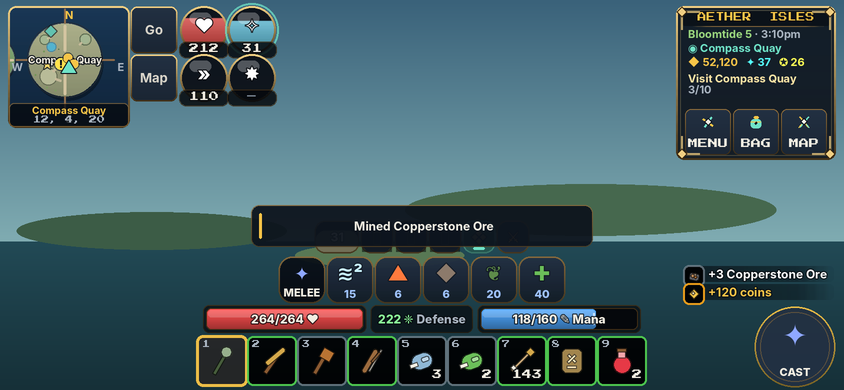 N
W
E
Compass Quay
Compass Quay
12, 4, 20
Go
Map
212
31
110
AETHER ISLES
Bloomtide 5 · 3:10pm
Compass Quay
52,120 37 26
Visit Compass Quay
3/10
MENU
BAG
MAP
Mined Copperstone Ore
MELEE
2
15
6
6
20
40
264/264
222 Defense
118/160 Mana
+3 Copperstone Ore
+120 coins
CAST
1
2
3
4
5
3
6
2
7
143
8
9
2